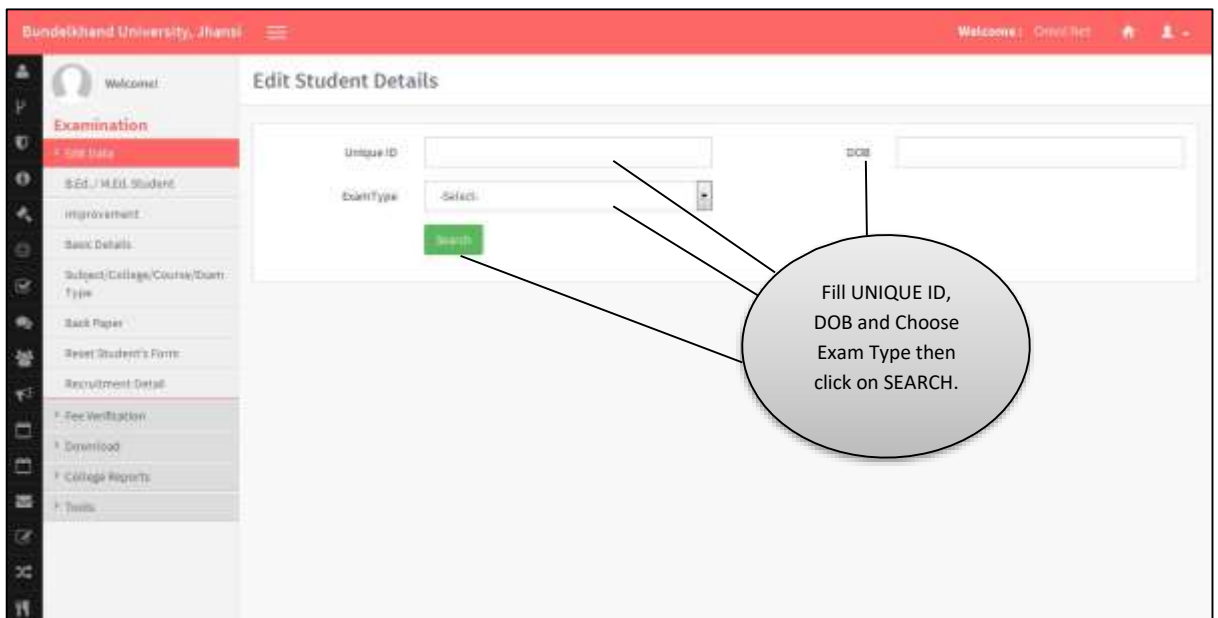 Bundelkhand University, Jhansi
Welcome : Omni Net
Welcome!
Edit Student Details
Examination
Edit Data
B.Ed. / M.Ed. Student
Improvement
Basic Details
Subject/College/Course/Exam
Type
Back Paper
Reset Student's Form
Recruitment Detail
Fee Verification
Download
College Reports
Tools
Unique ID
DOB
ExamType
-Select-
Search
Fill UNIQUE ID,
DOB and Choose
Exam Type then
click on SEARCH.